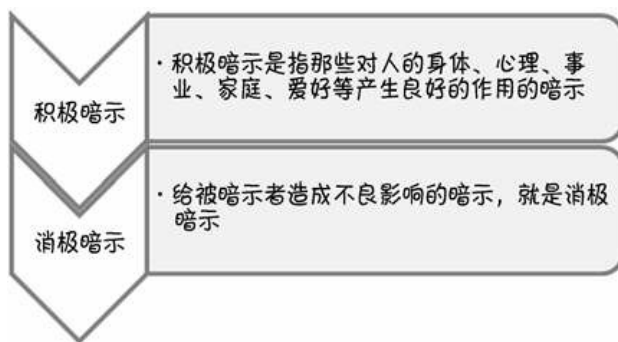 积极暗示
·积极暗示是指那些对人的身体、心理、事
业、家庭、爱好等产生良好的作用的暗示
消极暗示
·给被暗示者造成不良影响的暗示，就是消极
暗示